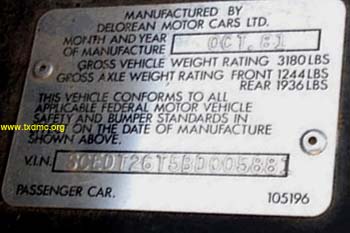 MANUFACTURED BY
DELOREAN MOTOR CARS LTD.
MONTH AND YEAR
OF MANUFACTURE OCT. 81
GROSS VEHICLE WEIGHT RATING 3180 LBS
GROSS AXLE WEIGHT RATING FRONT 1244 LBS
REAR 1936 LBS
THIS VEHICLE CONFORMS TO ALL
APPLICABLE FEDERAL MOTOR VEHICLE
SAFETY AND BUMPER STANDARDS IN
ON THE DATE OF MANUFACTURE
SHOWN ABOVE.
www.txdmc.org
V.I.N.
PASSENGER CAR. 105196